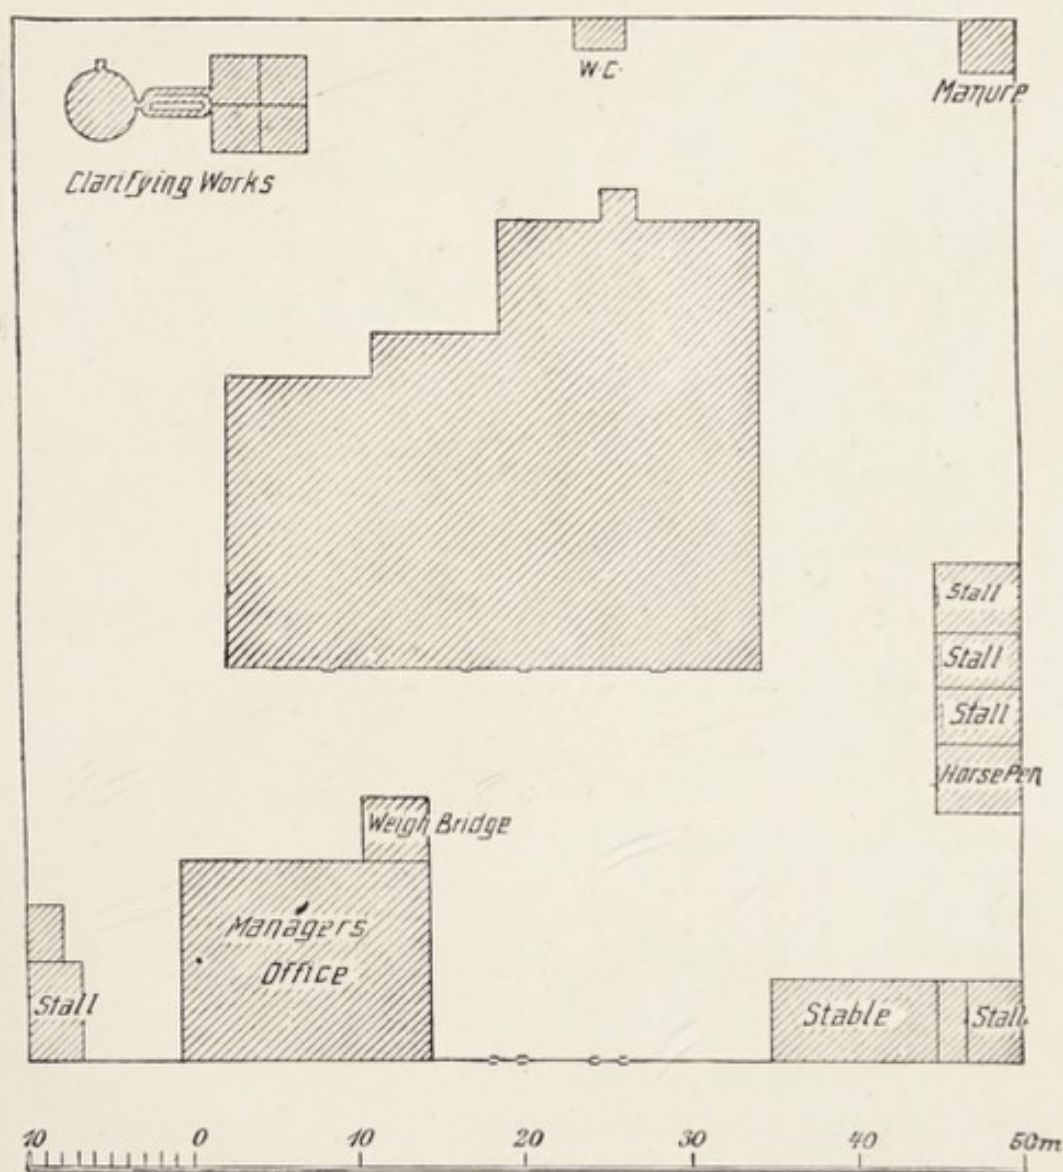 W.C.
Manure
Clarifying Works
Stall
Stall
Stall
Horse Pen
Weigh Bridge
Managers
Office
Stall
Stable
Stall
10 0 10 20 30 40 50m